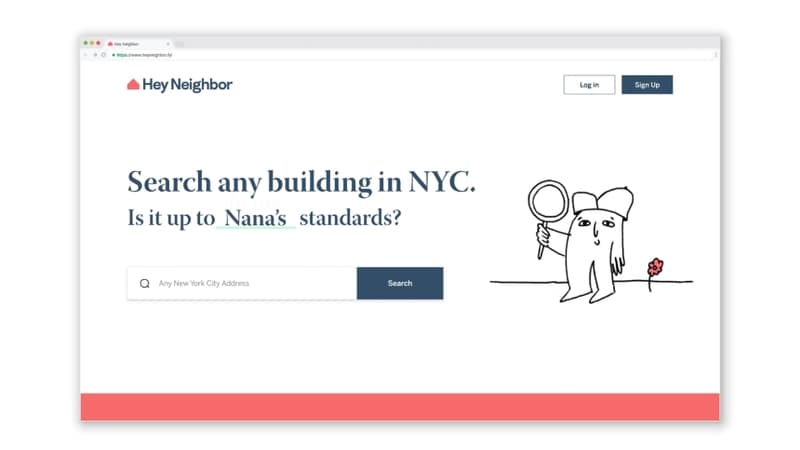 Hey Neighbor
https://www.heyneighbor.fyi
Hey Neighbor
Log in
Sign Up
Search any building in NYC.
Is it up to Nana's standards?
Any New York City Address
Search